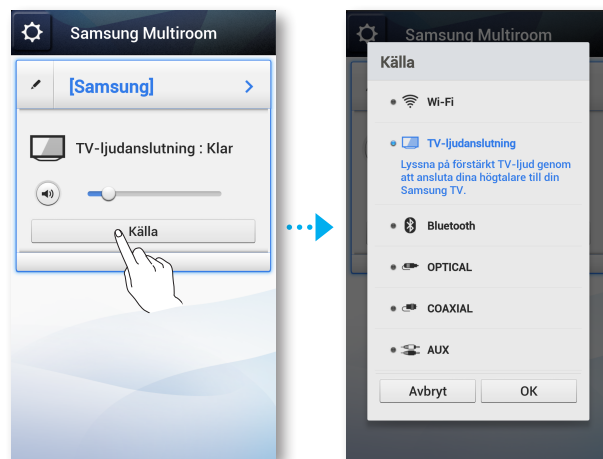 Samsung Multiroom
[Samsung]
TV-ljudanslutning : Klar
Källa
Samsung Multiroom
Källa
Wi-Fi
TV-ljudanslutning
Lyssna på förstärkt TV-ljud genom
att ansluta dina högtalare till din
Samsung TV.
Bluetooth
OPTICAL
COAXIAL
AUX
Avbryt
OK